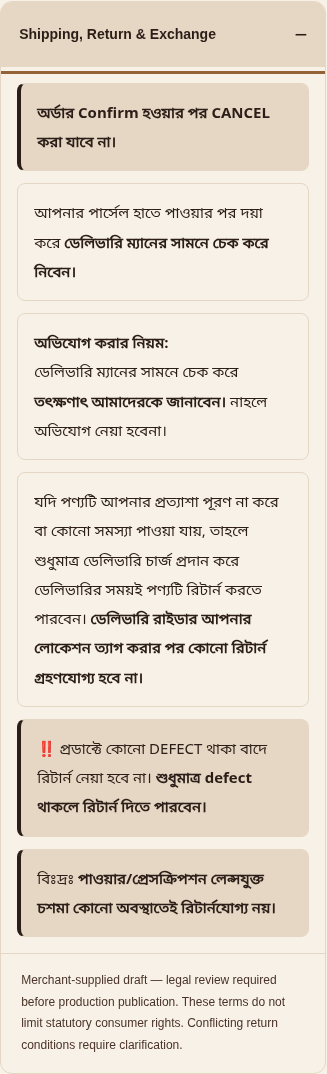 Shipping, Return & Exchange –
অর্ডার Confirm হওয়ার পর CANCEL
করা যাবে না।
আপনার পার্সেল হাতে পাওয়ার পর দয়া
করে ডেলিভারি ম্যানের সামনে চেক করে
নিবেন।
অভিযোগ করার নিয়ম:
ডেলিভারি ম্যানের সামনে চেক করে
তৎক্ষণাৎ আমাদেরকে জানাবেন। নাহলে
অভিযোগ নেয়া হবেনা।
যদি পণ্যটি আপনার প্রত্যাশা পূরণ না করে
বা কোনো সমস্যা পাওয়া যায়, তাহলে
শুধুমাত্র ডেলিভারি চার্জ প্রদান করে
ডেলিভারির সময়ই পণ্যটি রিটার্ন করতে
পারবেন। ডেলিভারি রাইডার আপনার
লোকেশন ত্যাগ করার পর কোনো রিটার্ন
গ্রহণযোগ্য হবে না।
‼️ প্রডাক্টে কোনো DEFECT থাকা বাদে
রিটার্ন নেয়া হবে না। শুধুমাত্র defect
থাকলে রিটার্ন দিতে পারবেন।
বিঃদ্রঃ পাওয়ার/প্রেসক্রিপশন লেন্সযুক্ত
চশমা কোনো অবস্থাতেই রিটার্নযোগ্য নয়।
Merchant-supplied draft — legal review required
before production publication. These terms do not
limit statutory consumer rights. Conflicting return
conditions require clarification.